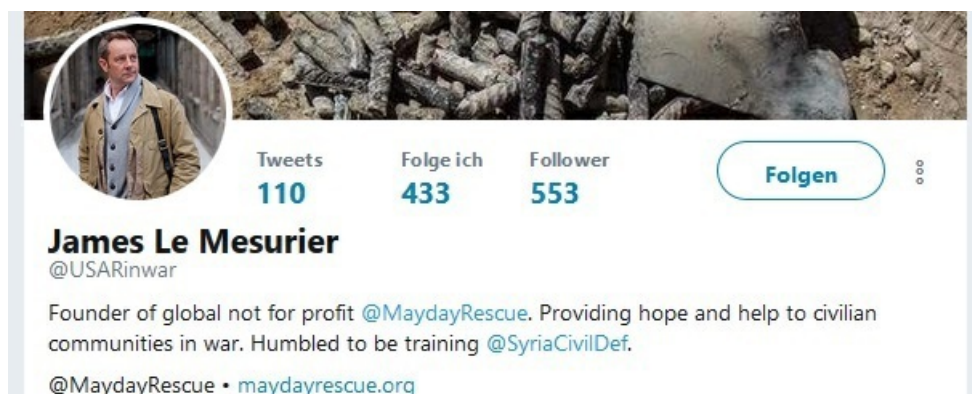 Tweets Folge ich Follower
110 433 553
Folgen
James Le Mesurier
@USARinwar
Founder of global not for profit @MaydayRescue. Providing hope and help to civilian
communities in war. Humbled to be training @SyriaCivilDef.
@MaydayRescue • maydayrescue.org